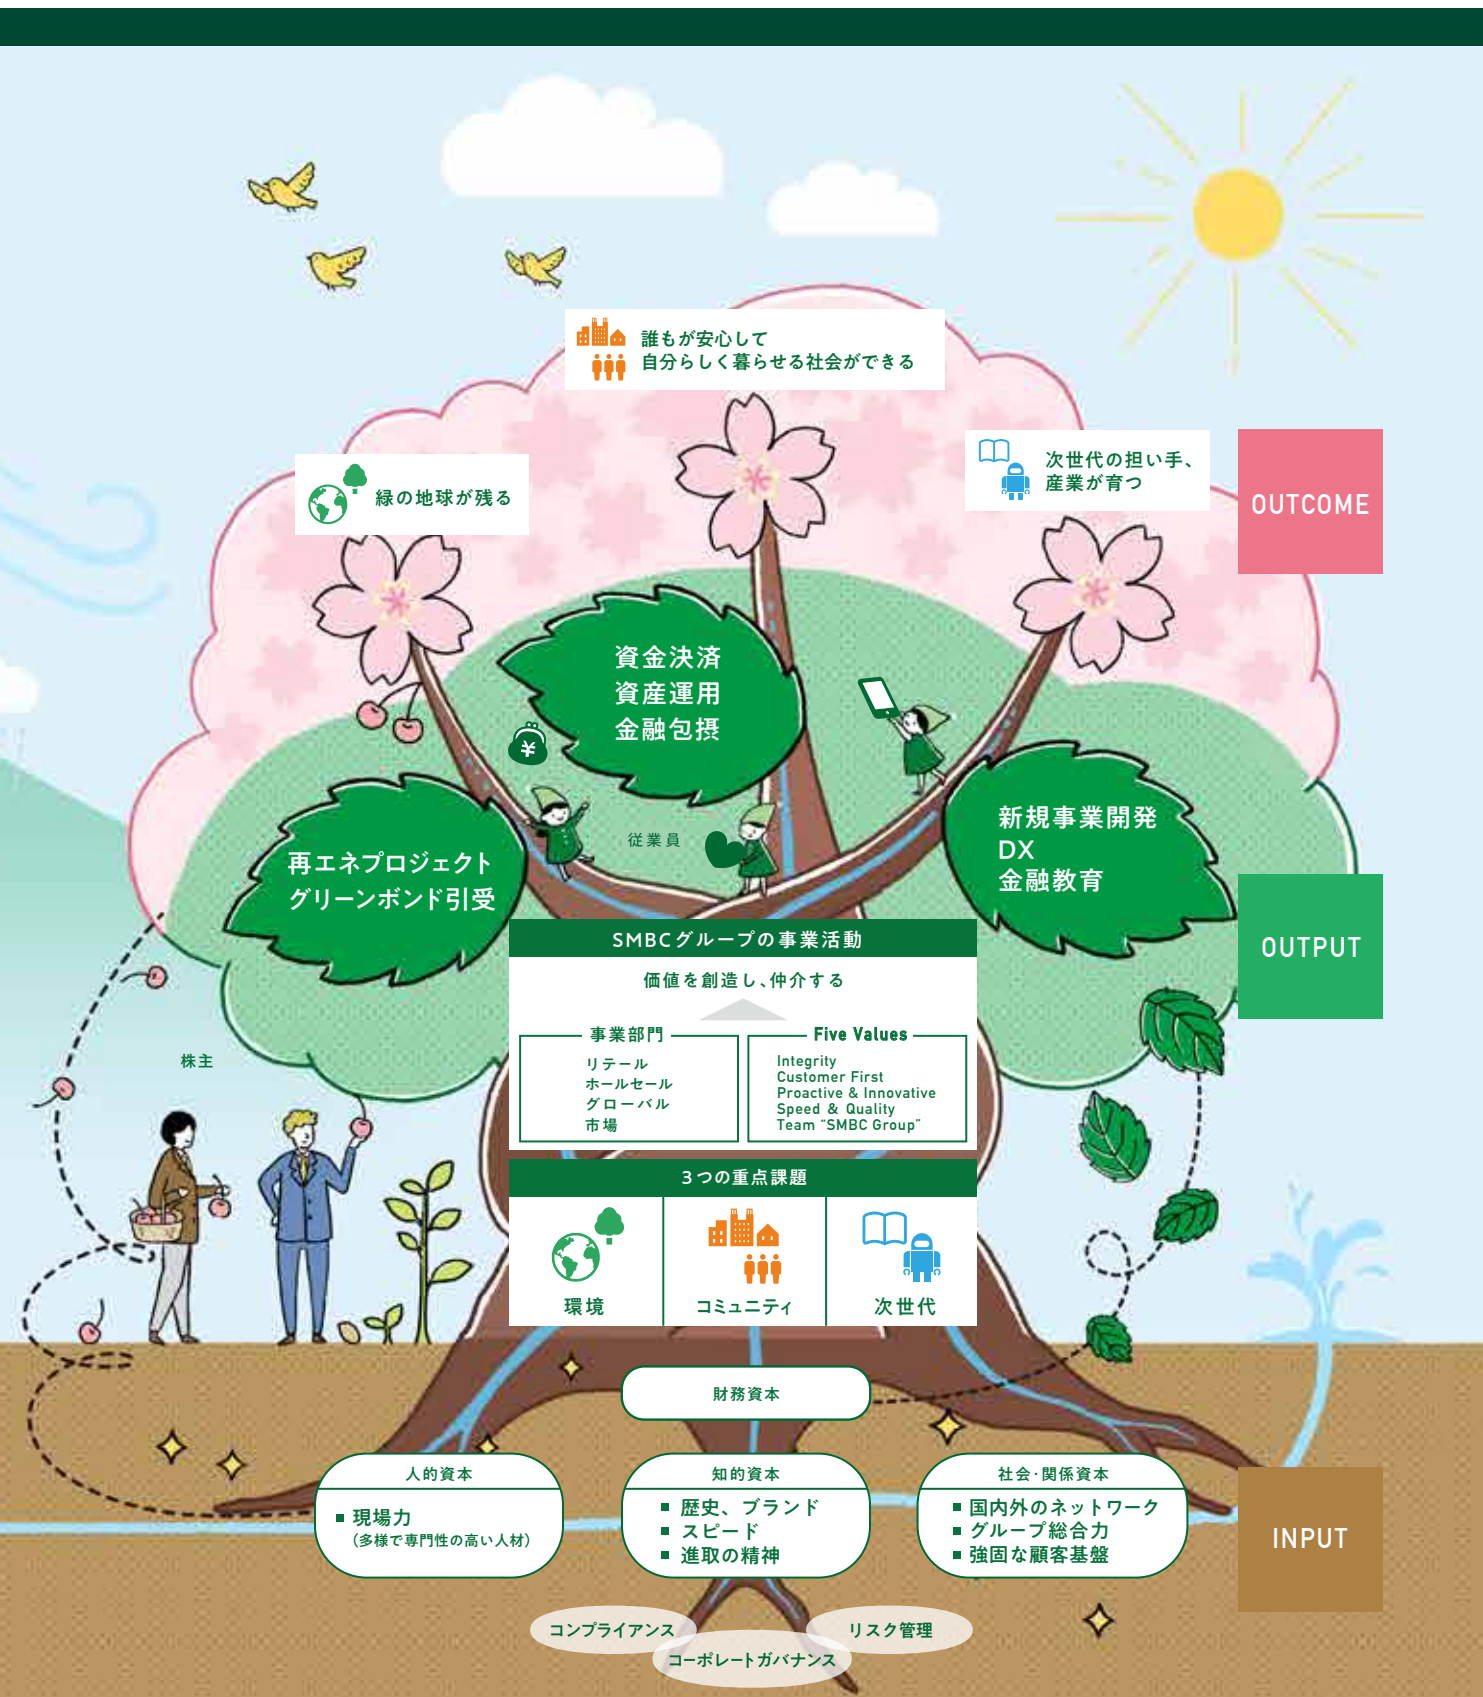 誰もが安心して
自分らしく暮らせる社会ができる
次世代の担い手、
産業が育つ
緑の地球が残る
OUTCOME
資金決済
資産運用
金融包摂
¥
従業員
新規事業開発
DX
金融教育
再エネプロジェクト
グリーンボンド引受
OUTPUT
SMBCグループの事業活動
価値を創造し、仲介する
事業部門
リテール
ホールセール
グローバル
市場
Five Values
Integrity
Customer First
Proactive & Innovative
Speed & Quality
Team “SMBC Group”
株主
3つの重点課題
環境
コミュニティ
次世代
財務資本
人的資本
■ 現場力
(多様で専門性の高い人材)
知的資本
■ 歴史、ブランド
■ スピード
■ 進取の精神
社会・関係資本
■ 国内外のネットワーク
■ グループ総合力
■ 強固な顧客基盤
INPUT
コンプライアンス
リスク管理
コーポレートガバナンス